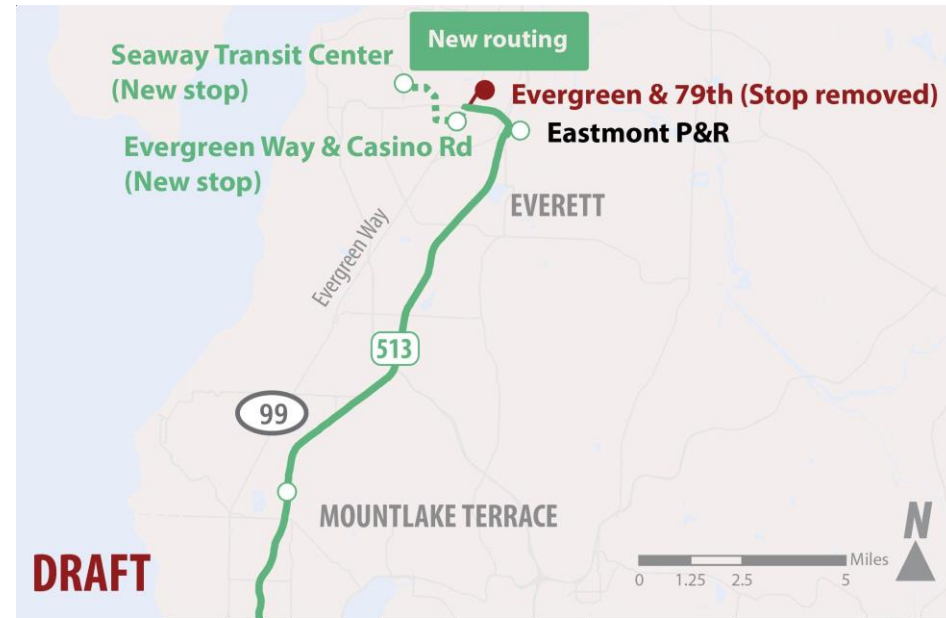 New routing
Seaway Transit Center
(New stop)
Evergreen & 79th (Stop removed)
Evergreen Way & Casino Rd
(New stop)
Eastmont P&R
EVERETT
Evergreen Way
513
99
MOUNTLAKE TERRACE
N
Miles
0 1.25 2.5 5
DRAFT